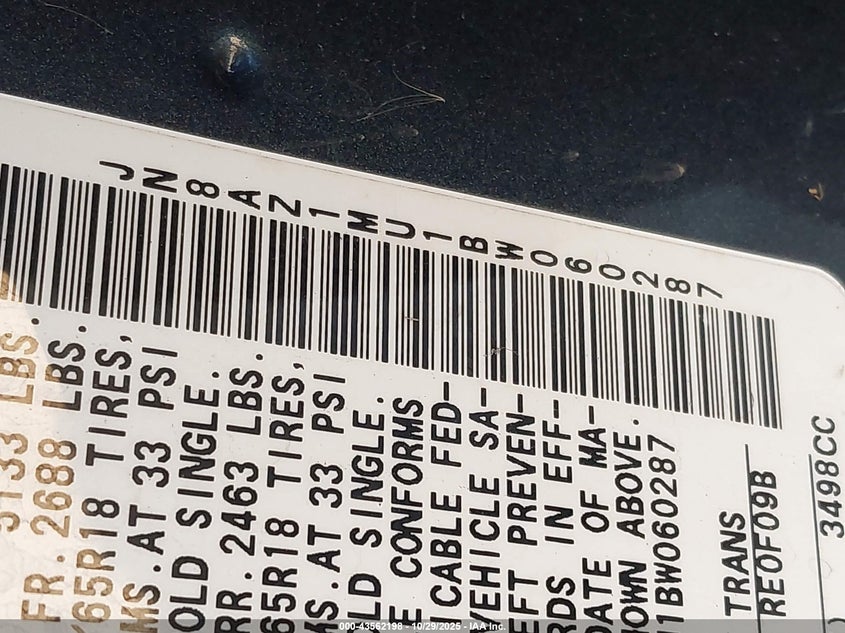 JN8AZ1MU1BW060287
LBS.
FR. 2688 LBS.
65R18 TIRES,
MS. AT 33 PSI
OLD SINGLE.
RR. 2463 LBS.
65R18 TIRES,
MS. AT 33 PSI
LD SINGLE.
E CONFORMS
CABLE FED-
VEHICLE SA-
EFT PREVEN-
RDS IN EFF-
DATE OF MA-
HOWN ABOVE.
1BW060287
TRANS
RE0F09B
3498CC
000-43562198 - 10/29/2025 - IAA Inc.